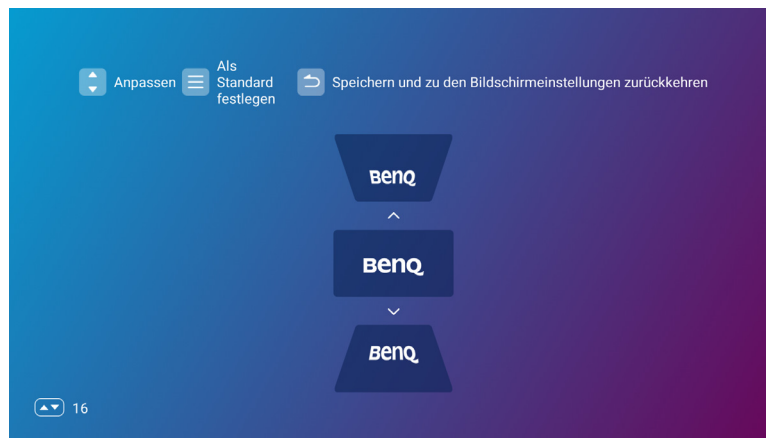 Anpassen
Als
Standard
festlegen
Speichern und zu den Bildschirmeinstellungen zurückkehren
BenQ
BenQ
BenQ
16